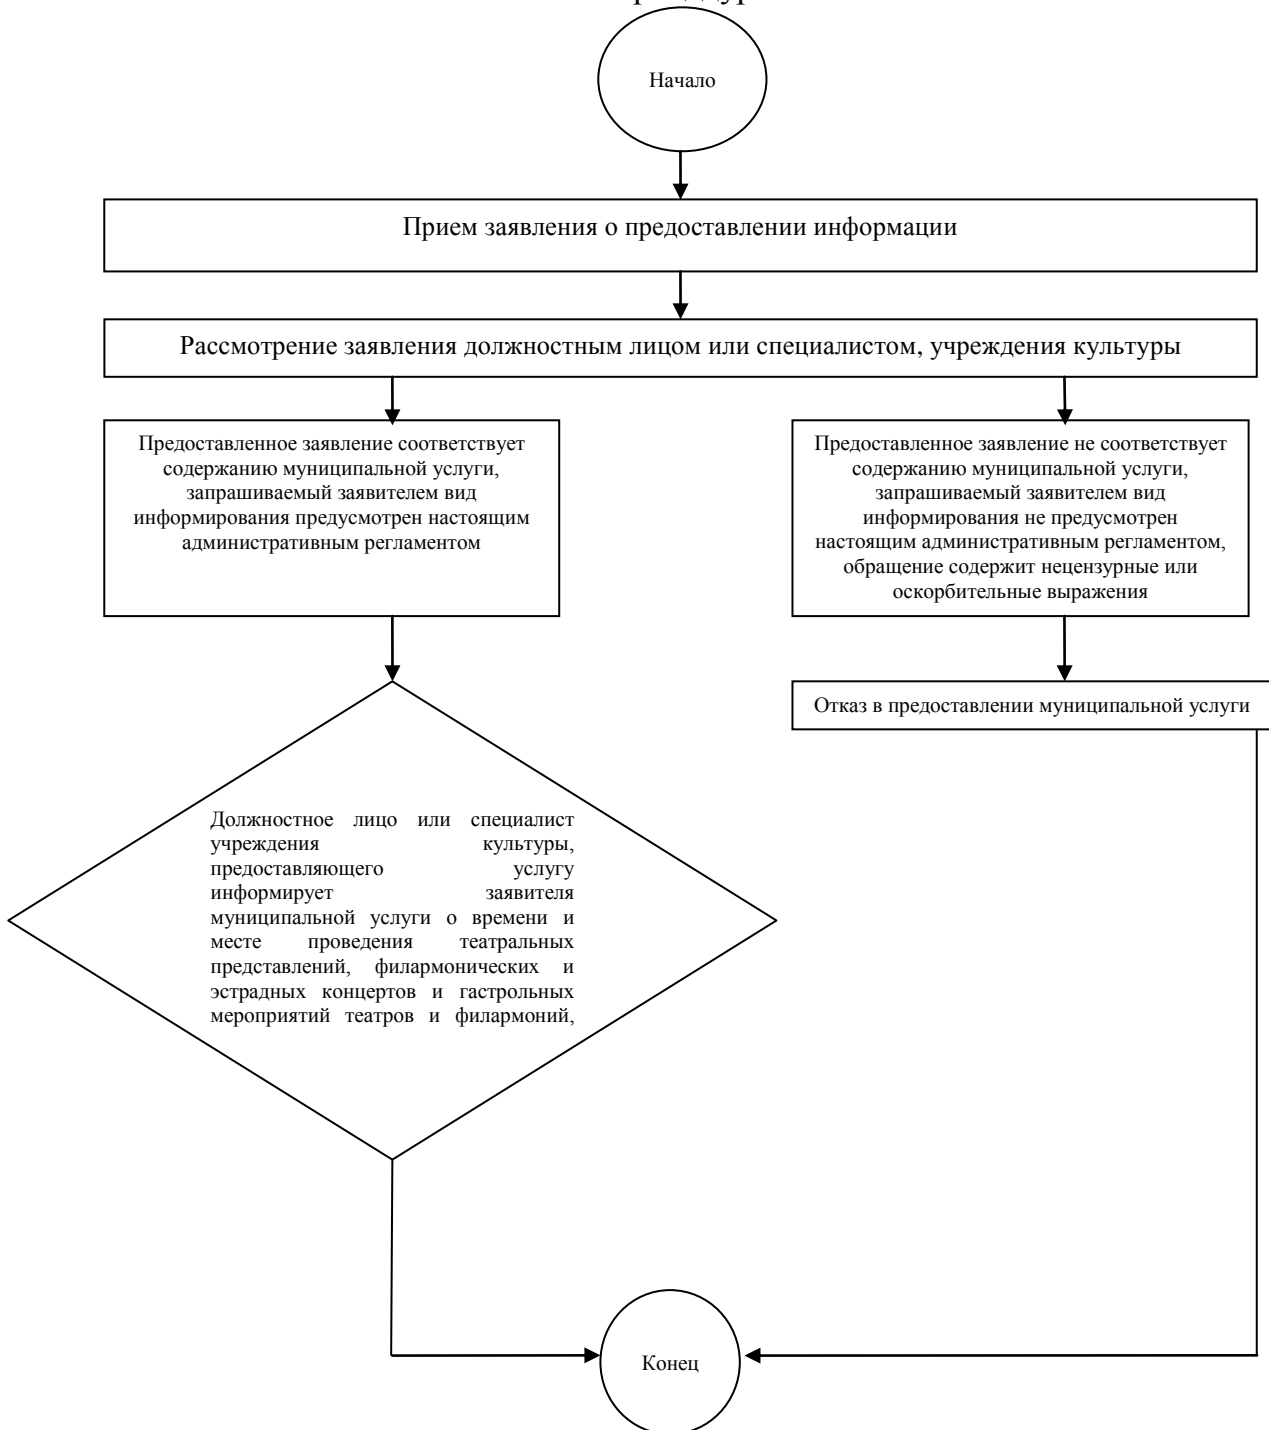 Начало
Прием заявления о предоставлении информации
Рассмотрение заявления должностным лицом или специалистом, учреждения культуры
Предоставленное заявление соответствует
содержанию муниципальной услуги,
запрашиваемый заявителем вид
информирования предусмотрен настоящим
административным регламентом
Предоставленное заявление не соответствует
содержанию муниципальной услуги,
запрашиваемый заявителем вид
информирования не предусмотрен
настоящим административным регламентом,
обращение содержит нецензурные или
оскорбительные выражения
Отказ в предоставлении муниципальной услуги
Должностное лицо или специалист
учреждения культуры,
предоставляющего услугу
информирует заявителя
муниципальной услуги о времени и
месте проведения театральных
представлений, филармонических и
эстрадных концертов и гастрольных
мероприятий театров и филармоний,
Конец